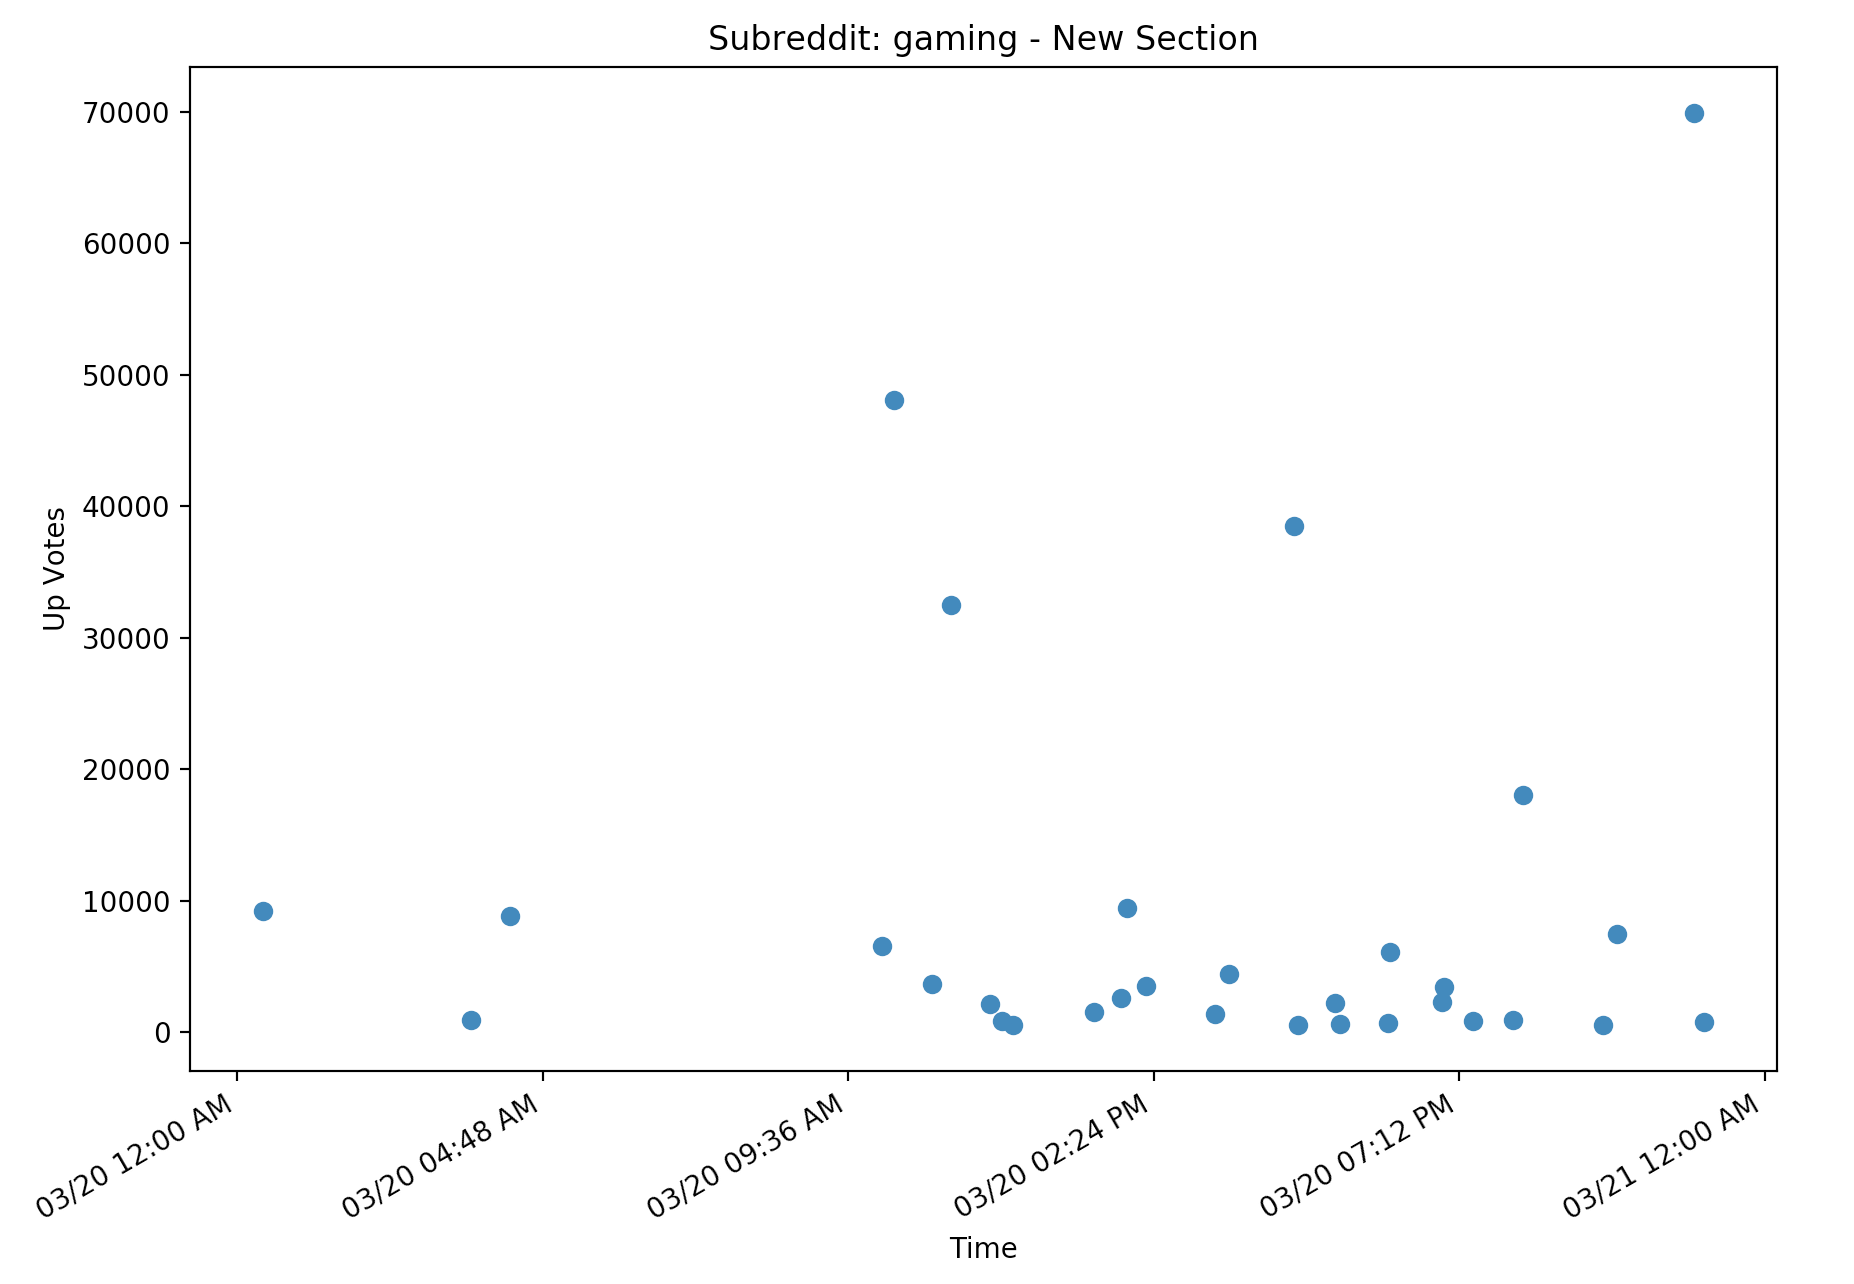 Subreddit: gaming - New Section
70000
60000
50000
40000
30000
20000
10000
0
Up Votes
03/20 12:00 AM
03/20 04:48 AM
03/20 09:36 AM
03/20 02:24 PM
03/20 07:12 PM
03/21 12:00 AM
Time